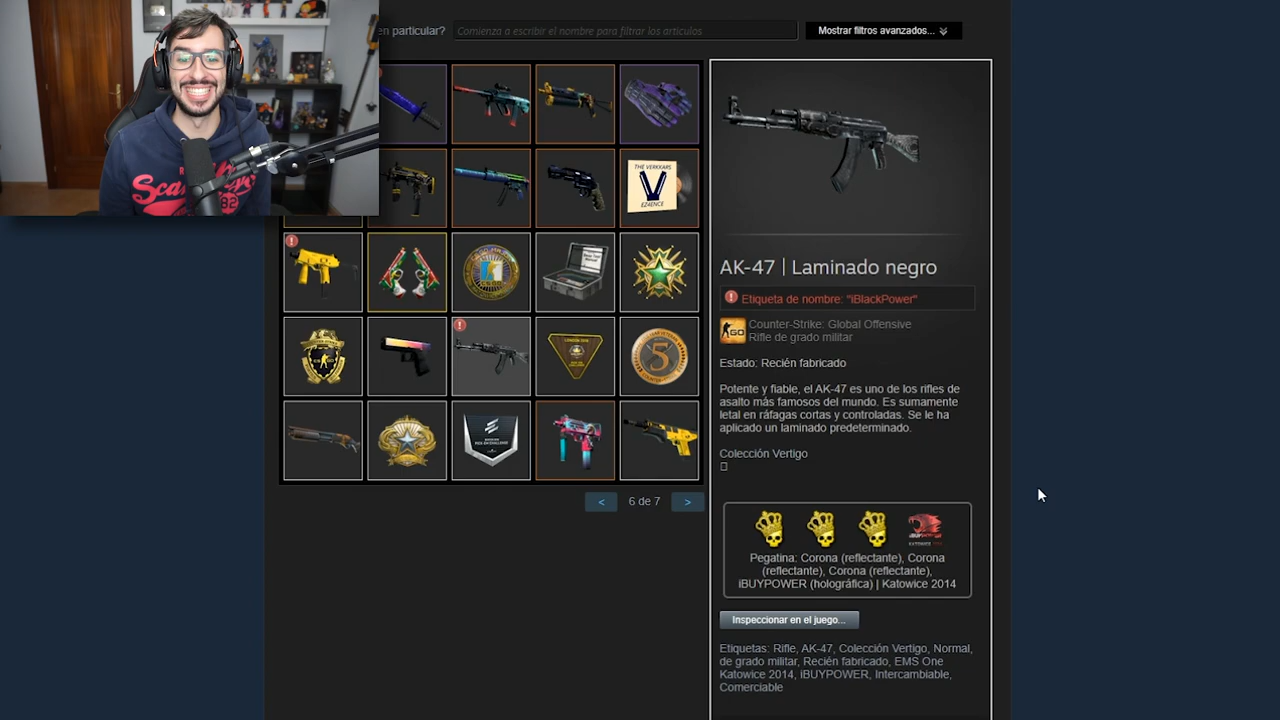 en particular?
Comienza a escribir el nombre para filtrar los artículos
Mostrar filtros avanzados...
THE VERKKARS
EZ4ENCE
5
AK-47 | Laminado negro
Etiqueta de nombre: "iBlackPower"
GO
Counter-Strike: Global Offensive
Rifle de grado militar
Estado: Recién fabricado
Potente y fiable, el AK-47 es uno de los rifles de
asalto más famosos del mundo. Es sumamente
letal en ráfagas cortas y controladas. Se le ha
aplicado un laminado predeterminado.
Colección Vertigo
< 6 de 7 >
Pegatina: Corona (reflectante), Corona
(reflectante), Corona (reflectante),
iBUYPOWER (holográfica) | Katowice 2014
Inspeccionar en el juego...
Etiquetas: Rifle, AK-47, Colección Vertigo, Normal,
de grado militar, Recién fabricado, EMS One
Katowice 2014, iBUYPOWER, Intercambiable,
Comerciable